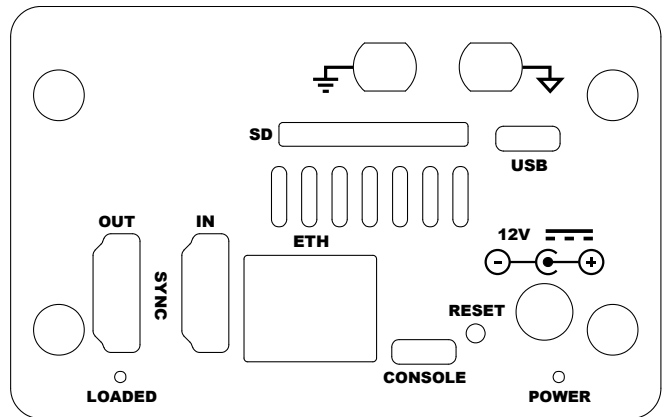 SD
USB
OUT
IN
ETH
12V
SYNC
RESET
CONSOLE
LOADED
POWER